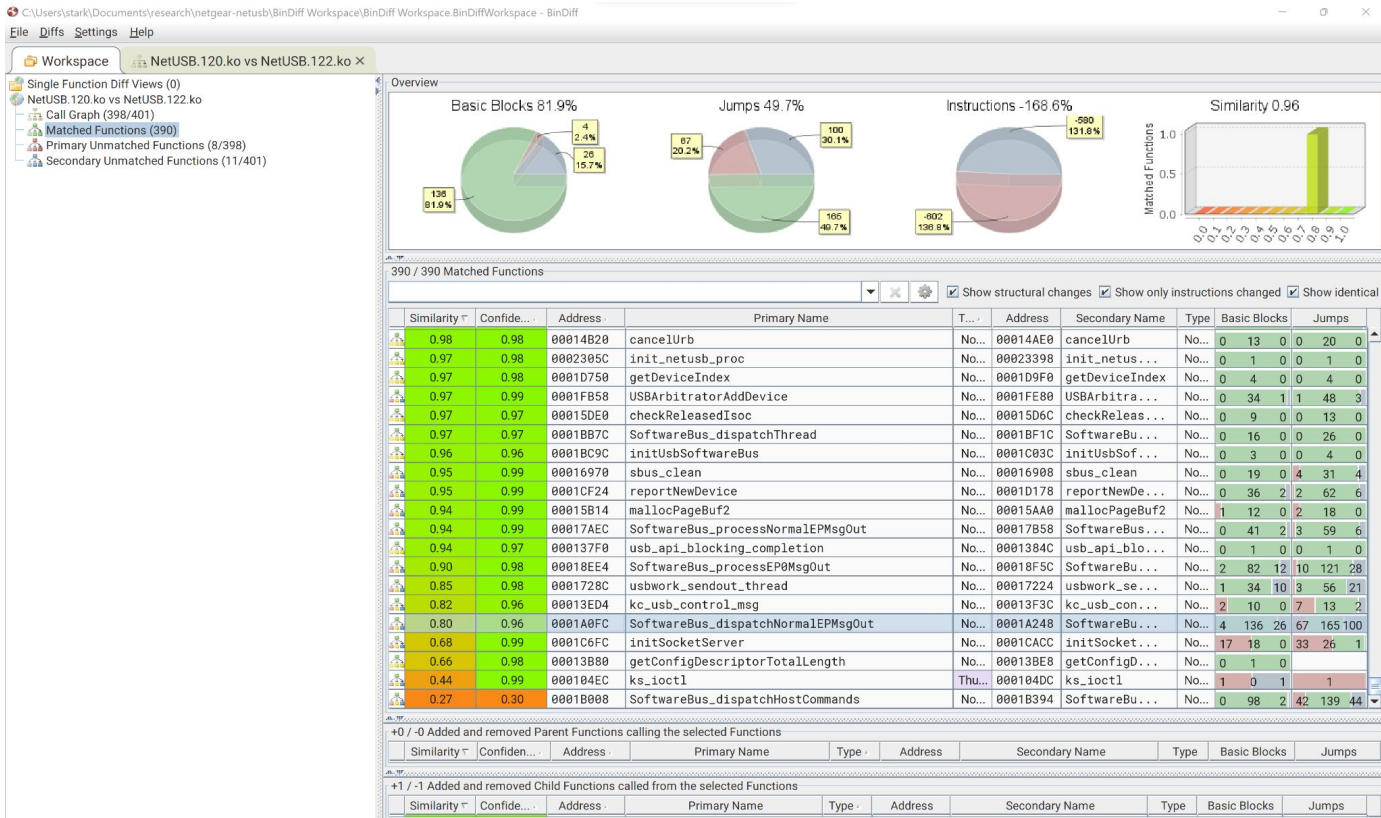 C:\Users\stark\Documents\research\netgear-netusb\BinDiff Workspace\BinDiff Workspace.BinDiffWorkspace - BinDiff
File Diffs Settings Help
Workspace NetUSB.120.ko vs NetUSB.122.ko
Single Function Diff Views (0)
NetUSB.120.ko vs NetUSB.122.ko
Call Graph (398/401)
Matched Functions (390)
Primary Unmatched Functions (8/398)
Secondary Unmatched Functions (11/401)
Overview
Basic Blocks 81.9% Jumps 49.7% Instructions -168.6% Similarity 0.96
4 2.4%
26 15.7%
136 81.9%
67 20.2%
100 30.1%
165 49.7%
-580 131.8%
-602 136.8%
Matched Functions
1.0
0.5
0.0
0.0 0.1 0.2 0.3 0.4 0.5 0.6 0.7 0.8 0.9 1.0
390 / 390 Matched Functions
Show structural changes Show only instructions changed Show identical
Similarity Confide... Address Primary Name T... Address Secondary Name Type Basic Blocks Jumps
0.98 0.98 00014B20 cancelUrb No... 00014AE0 cancelUrb No... 0 13 0 0 20 0
0.97 0.98 0002305C init_netusb_proc No... 00023398 init_netus... No... 0 1 0 0 1 0
0.97 0.98 0001D750 getDeviceIndex No... 0001D9F0 getDeviceIndex No... 0 4 0 0 4 0
0.97 0.99 0001FB58 USBArbitratorAddDevice No... 0001FE80 USBArbitra... No... 0 34 1 1 48 3
0.97 0.99 00015DE0 checkReleasedIsoc No... 00015D6C checkReleas... No... 0 9 0 0 13 0
0.97 0.97 0001BB7C SoftwareBus_dispatchThread No... 0001BF1C SoftwareBu... No... 0 16 0 0 26 0
0.96 0.96 0001BC9C initUsbSoftwareBus No... 0001C03C initUsbSof... No... 0 3 0 0 4 0
0.95 0.99 00016970 sbus_clean No... 00016908 sbus_clean No... 0 19 0 4 31 4
0.95 0.99 0001CF24 reportNewDevice No... 0001D178 reportNewDe... No... 0 36 2 2 62 6
0.94 0.99 00015B14 mallocPageBuf2 No... 00015AA0 mallocPageBuf2 No... 1 12 0 2 18 0
0.94 0.99 00017AEC SoftwareBus_processNormalEPMsgOut No... 00017B58 SoftwareBus... No... 0 41 2 3 59 6
0.94 0.97 000137F0 usb_api_blocking_completion No... 0001384C usb_api_blo... No... 0 1 0 0 1 0
0.90 0.98 00018EE4 SoftwareBus_processEP0MsgOut No... 00018F5C SoftwareBu... No... 2 82 12 10 121 28
0.85 0.98 0001728C usbwork_sendout_thread No... 00017224 usbwork_se... No... 1 34 10 3 56 21
0.82 0.96 00013ED4 kc_usb_control_msg No... 00013F3C kc_usb_con... No... 2 10 0 7 13 2
0.80 0.96 0001A0FC SoftwareBus_dispatchNormalEPMsgOut No... 0001A248 SoftwareBu... No... 4 136 26 67 165 100
0.68 0.99 0001C6FC initSocketServer No... 0001CACC initSocket... No... 17 18 0 33 26 1
0.66 0.98 00013B80 getConfigDescriptorTotalLength No... 00013BE8 getConfigD... No... 0 1 0
0.44 0.99 000104EC ks_ioctl Thu... 000104DC ks_ioctl No... 1 0 1 1
0.27 0.30 0001B008 SoftwareBus_dispatchHostCommands No... 0001B394 SoftwareBu... No... 0 98 2 42 139 44
+0 / -0 Added and removed Parent Functions calling the selected Functions
Similarity Confiden... Address Primary Name Type Address Secondary Name Type Basic Blocks Jumps
+1 / -1 Added and removed Child Functions called from the selected Functions
Similarity Confide... Address Primary Name Type Address Secondary Name Type Basic Blocks Jumps